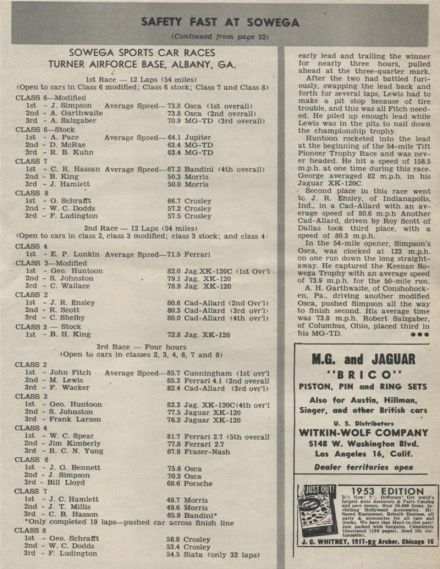 SAFETY FAST AT SOWEGA
(Continued from page 32)
SOWEGA SPORTS CAR RACES
TURNER AIRFORCE BASE, ALBANY, GA.
1st Race — 12 Laps (54 miles)
(Open to cars in Class 6 modified; Class 6 stock; Class 7 and Class 8)
CLASS 6—Modified
1st - J. Simpson Average Speed— 73.8 Osca (1st overall)
2nd - A. Garthwaite 73.8 Osca (2nd overall)
3rd - A. Salzgaber 70.9 MG-TD (3rd overall)
CLASS 6—Stock
1st - A. Pace Average Speed— 64.1 Jupiter
2nd - D. McRae 63.4 MG-TD
3rd - R. B. Kuhn 63.4 MG-TD
CLASS 7
1st - C. R. Hassan Average Speed— 67.2 Bandini (4th overall)
2nd - B. King 50.3 Morris
3rd - J. Hamlett 50.0 Morris
CLASS 8
1st - G. Schrafft 66.7 Crosley
2nd - W. C. Dodds 57.2 Crosley
3rd - F. Ludington 57.5 Crosley
2nd Race — 12 Laps (54 miles)
(Open to cars in class 2, class 3 modified; class 3 stock; and class 4
CLASS 4
1st - E. P. Lunkin Average Speed—71.5 Ferrari
CLASS 3—Modified
1st - Geo. Huntoon 82.0 Jag.XK-120C (1st Ovr'l
2nd - S. Johnston 79.1 Jag. XK-120
3rd - C. Wallace 78.9 Jag. XK-120
CLASS 2
1st - J. R. Ensley 80.6 Cad-Allard (2nd Ovr'l
2nd - R. Scott 80.3 Cad-Allard (3rd ovr'l
3rd - C. Shelby 80.0 Cad-Allard (4th ovr'l
CLASS 3 — Stock
1st - B. H. King 72.8 Jag. XK-120
3rd Race — Four hours
(Open to cars in classes 2, 3, 4, 6, 7 and 8)
CLASS 2
1st - John Fitch Average Speed—85.7 Cunningham (1st ovr'l
2nd - M. Lewis 85.3 Ferrari 4.1 (2nd overall
3rd - F. Wacker 82.4 Cad-Allard (3rd ovr'l
CLASS 3
1st - Geo. Huntoon 82.3 Jag. XK-120C(4th ovr'l
2nd - S. Johnston 77.5 Jaguar XK-120
3rd - Frank Larson 76.2 Jaguar XK-120
CLASS 4
1st - W. C. Spear 81.7 Ferrari 2.7 (5th overall
2nd - Jim Kimberly 77.8 Ferrari 2.7
3rd - R. C. N. Yung 67.8 Frazer-Nash
CLASS 6
1st - J. G. Bennett 75.6 Osca
2nd - J. Simpson 70.3 Osca
3rd - Bill Lloyd 69.6 Porsche
CLASS 7
1st - J. C. Hamlett 49.7 Morris
2nd - J. T. Millis 49.6 Morris
3rd - C. B. Hasson 65.9 Bandini*
*Only completed 19 laps—pushed car across finish line
CLASS 8
1st - Geo. Schrafft 58.8 Crosley
2nd - W. C. Dodds 53.4 Crosley
3rd - F. Ludington 54.5 Siata (only 32 laps)
early lead and trailing the winner
for nearly three hours, pulled
ahead at the three-quarter mark.
After the two had battled furi-
ously, swapping the lead back and
forth for several laps, Lewis had to
make a pit stop because of tire
trouble, and this was all Fitch need-
ed. He piled up enough lead while
Lewis was in the pits to nail down
the championship trophy.
Huntoon rocketed into the lead
at the beginning of the 54-mile Tift
Pioneer Trophy Race and was nev-
er headed. He hit a speed of 158.5
m.p.h. at one time during this race.
George averaged 82 m.p.h. in his
Jaguar XK-120C.
Second place in this race went
to J. R. Ensley, of Indianapolis,
Ind., in a Cad-Allard with an av-
erage speed of 80.6 m.p.h Another
Cad-Allard, driven by Roy Scott of
Dallas took third place, with a
speed of 80.3 m.p.h.
In the 54-mile opener, Simpson's
Osca, was clocked at 123 m.p.h.
on one run down the long straight-
away. He captured the Keenan So-
wega Trophy with an average speed
of 73.9 m.p.h. for the 50-mile run.
A. H. Garthwaite, of Conshohock-
en, Pa., driving another modified
Osca, pushed Simpson all the way
to finish second. His average time
was 73.8 m.p.h. Robert Salzgaber,
of Columbus, Ohio, placed third in
his MG-TD.
M.G. and JAGUAR
"BRICO"
PISTON, PIN and RING SETS
Also for Austin, Hillman,
Singer, and other British cars
U. S. Distributors
WITKIN-WOLF COMPANY
5148 W. Washington Blvd.
Los Angeles 16, Calif.
Dealer territories open
JUST OUT!
1953 EDITION
J. C. WHITNEY, 1917- Archer, Chicago 16